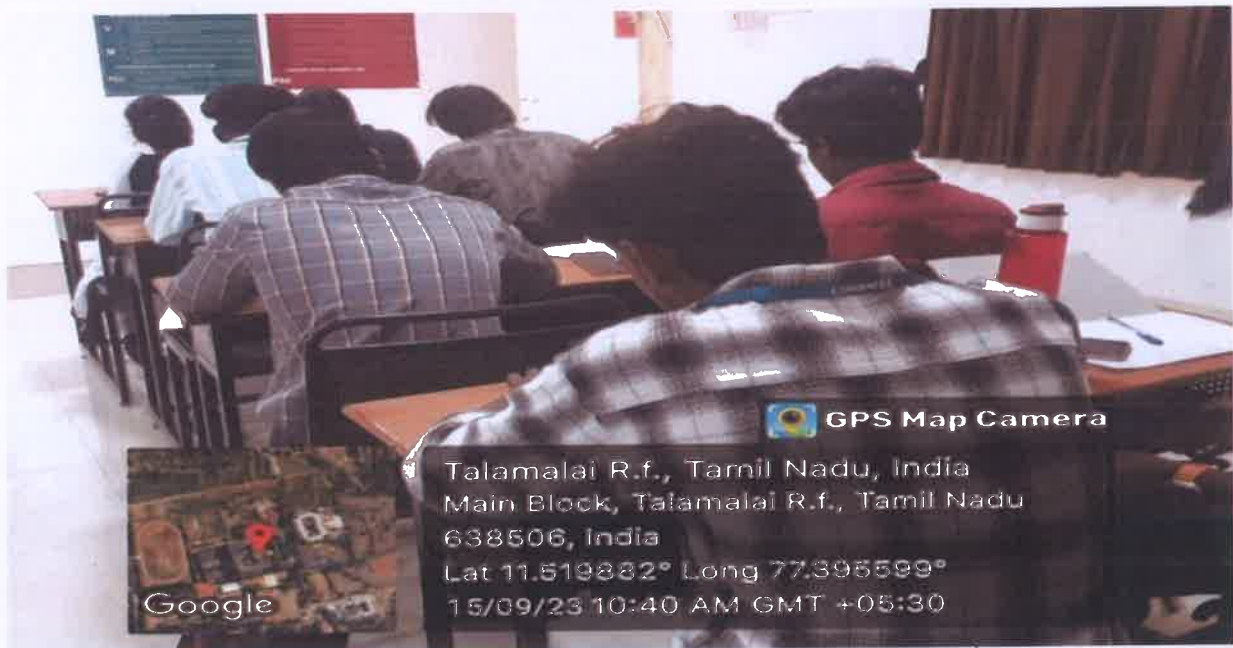 GPS Map Camera
Talamalai R.f., Tamil Nadu, India
Main Block, Talamalai R.f., Tamil Nadu
638506, India
Lat 11.519882° Long 77.395599°
15/09/23 10:40 AM GMT +05:30
Google